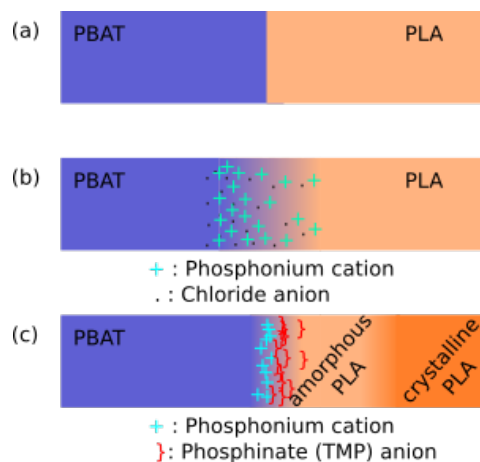 (a) PBAT PLA
(b) PBAT PLA
+ : Phosphonium cation
. : Chloride anion
(c) PBAT amorphous PLA crystalline PLA
+ : Phosphonium cation
}: Phosphinate (TMP) anion